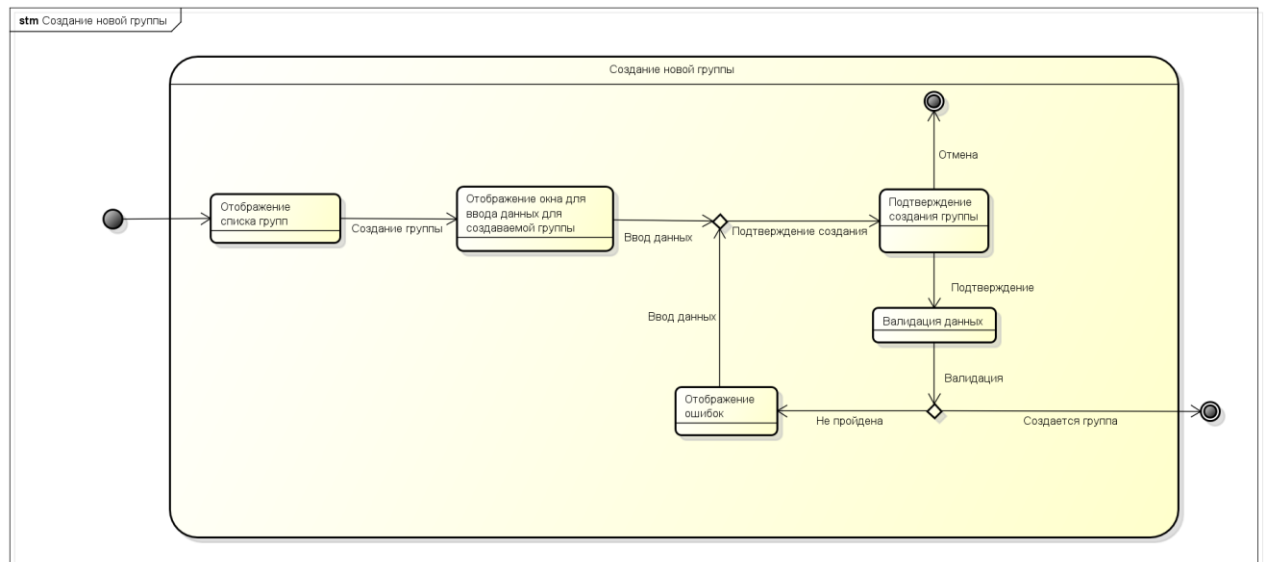 stm Создание новой группы
Создание новой группы
Отмена
Отображение
списка групп
Создание группы
Отображение окна для
ввода данных для
создаваемой группы
Ввод данных
Подтверждение создания
Подтверждение
создания группы
Подтверждение
Ввод данных
Валидация данных
Валидация
Отображение
ошибок
Не пройдена
Создается группа